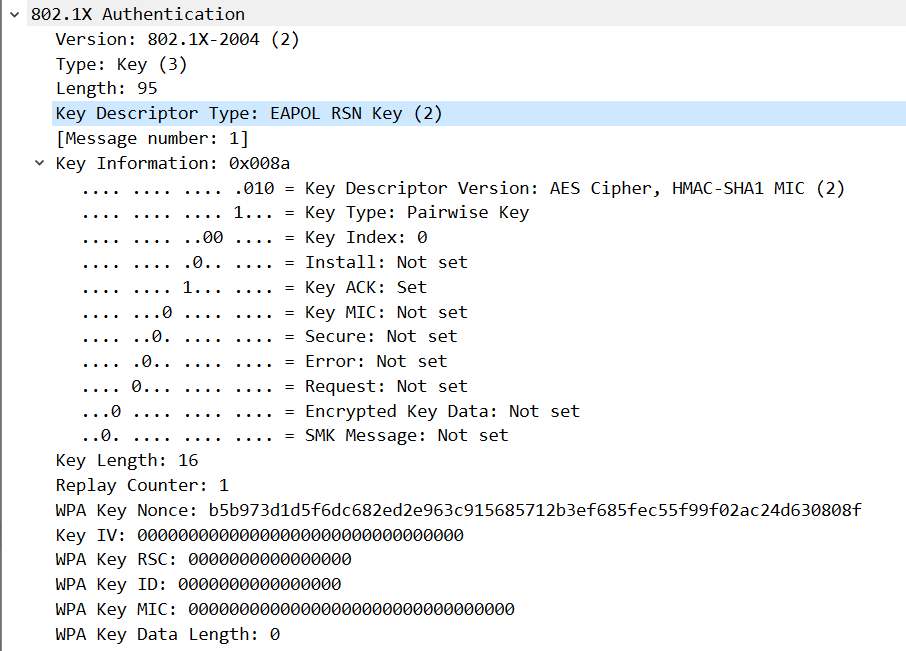 802.1X Authentication
Version: 802.1X-2004 (2)
Type: Key (3)
Length: 95
Key Descriptor Type: EAPOL RSN Key (2)
[Message number: 1]
Key Information: 0x008a
.... .... .... .010 = Key Descriptor Version: AES Cipher, HMAC-SHA1 MIC (2)
.... .... .... 1... = Key Type: Pairwise Key
.... .... ..00 .... = Key Index: 0
.... .... .0.. .... = Install: Not set
.... .... 1... .... = Key ACK: Set
.... ...0 .... .... = Key MIC: Not set
.... ..0. .... .... = Secure: Not set
.... .0.. .... .... = Error: Not set
.... 0... .... .... = Request: Not set
...0 .... .... .... = Encrypted Key Data: Not set
..0. .... .... .... = SMK Message: Not set
Key Length: 16
Replay Counter: 1
WPA Key Nonce: b5b973d1d5f6dc682ed2e963c915685712b3ef685fec55f99f02ac24d630808f
Key IV: 00000000000000000000000000000000
WPA Key RSC: 0000000000000000
WPA Key ID: 0000000000000000
WPA Key MIC: 00000000000000000000000000000000
WPA Key Data Length: 0